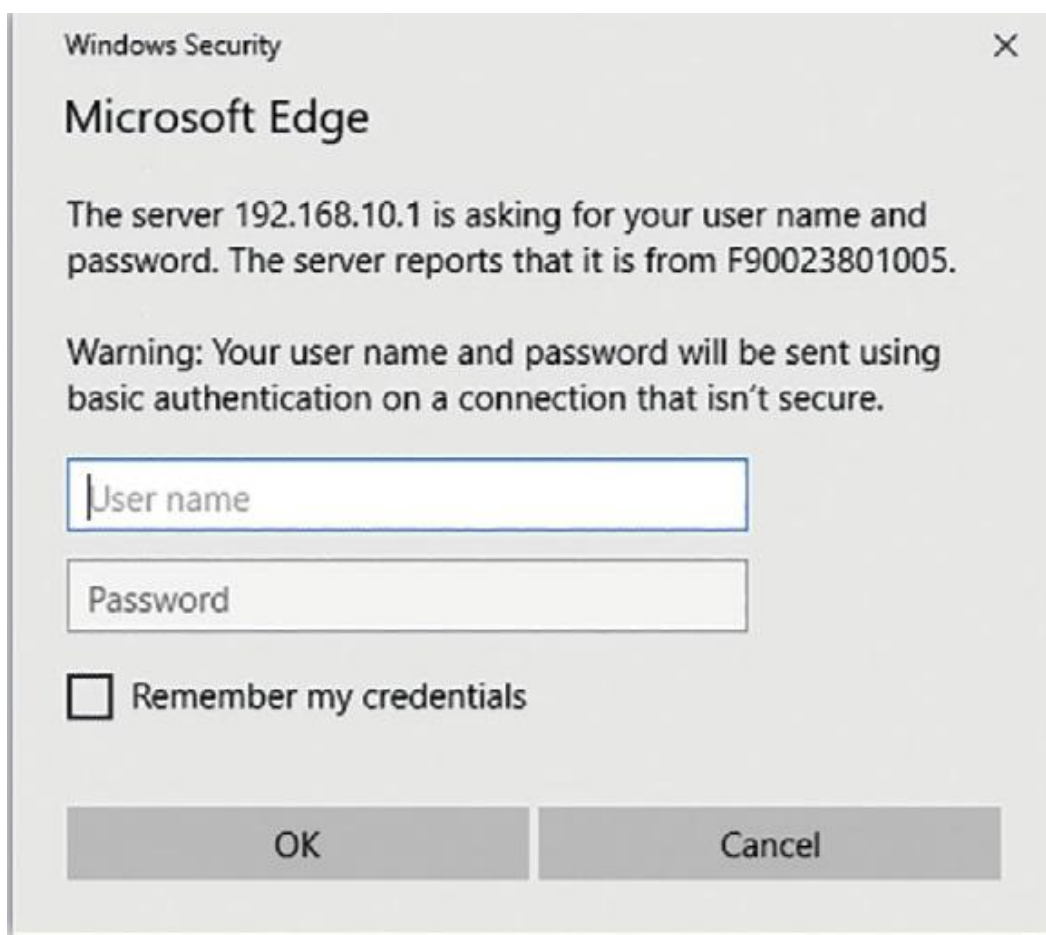 Windows Security
Microsoft Edge
The server 192.168.10.1 is asking for your user name and
password. The server reports that it is from F90023801005.
Warning: Your user name and password will be sent using
basic authentication on a connection that isn't secure.
User name
Password
Remember my credentials
OK
Cancel